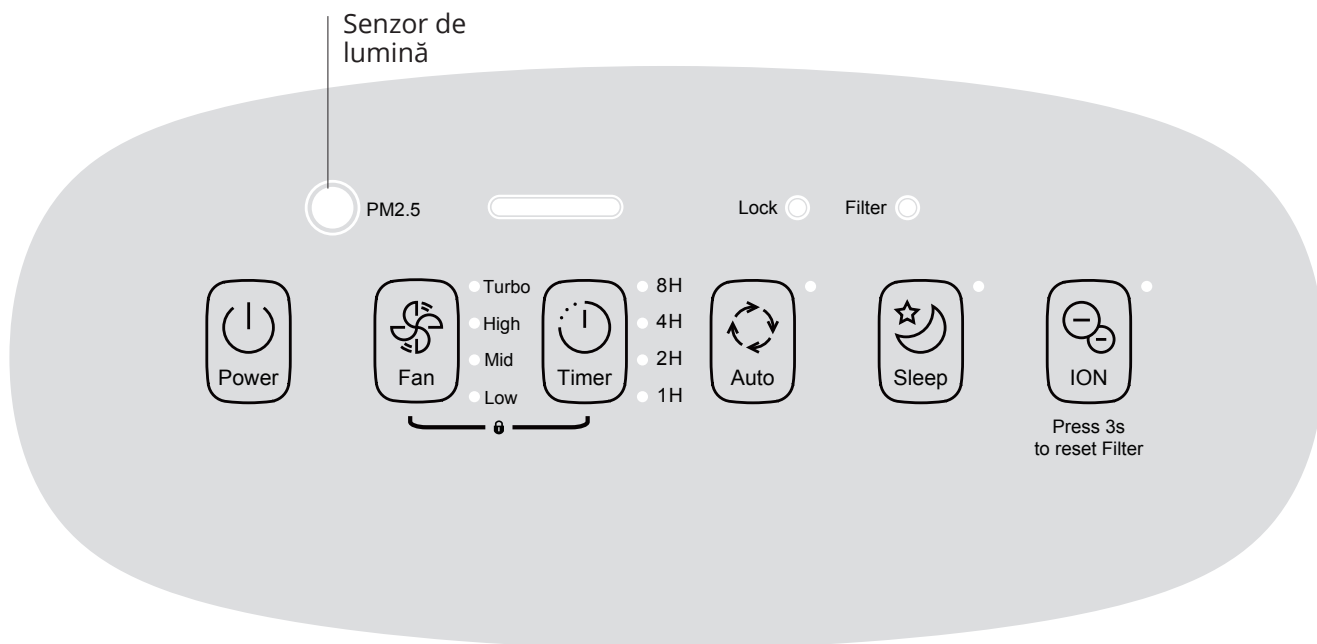 Senzor de
lumină
PM2.5
Lock
Filter
Power
Fan
Turbo
High
Mid
Low
Timer
8H
4H
2H
1H
Auto
Sleep
ION
Press 3s
to reset Filter